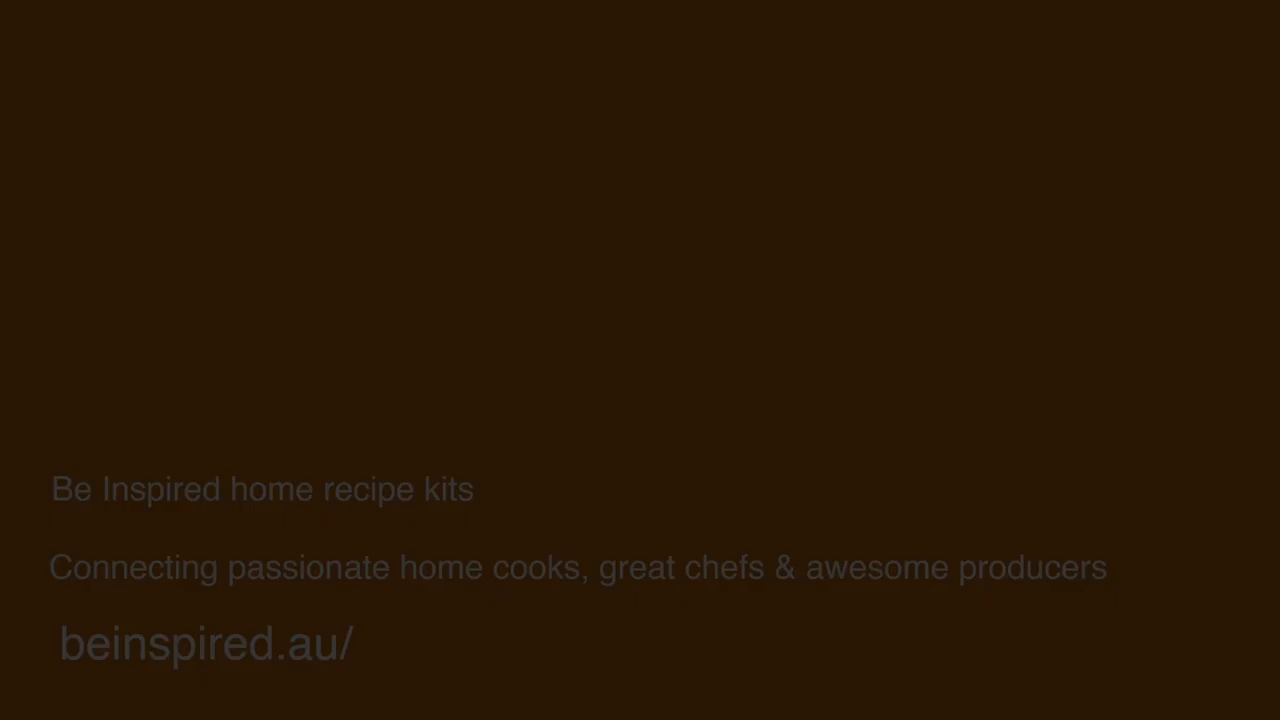 Be Inspired home recipe kits
Connecting passionate home cooks, great chefs & awesome producers
beinspired.au/